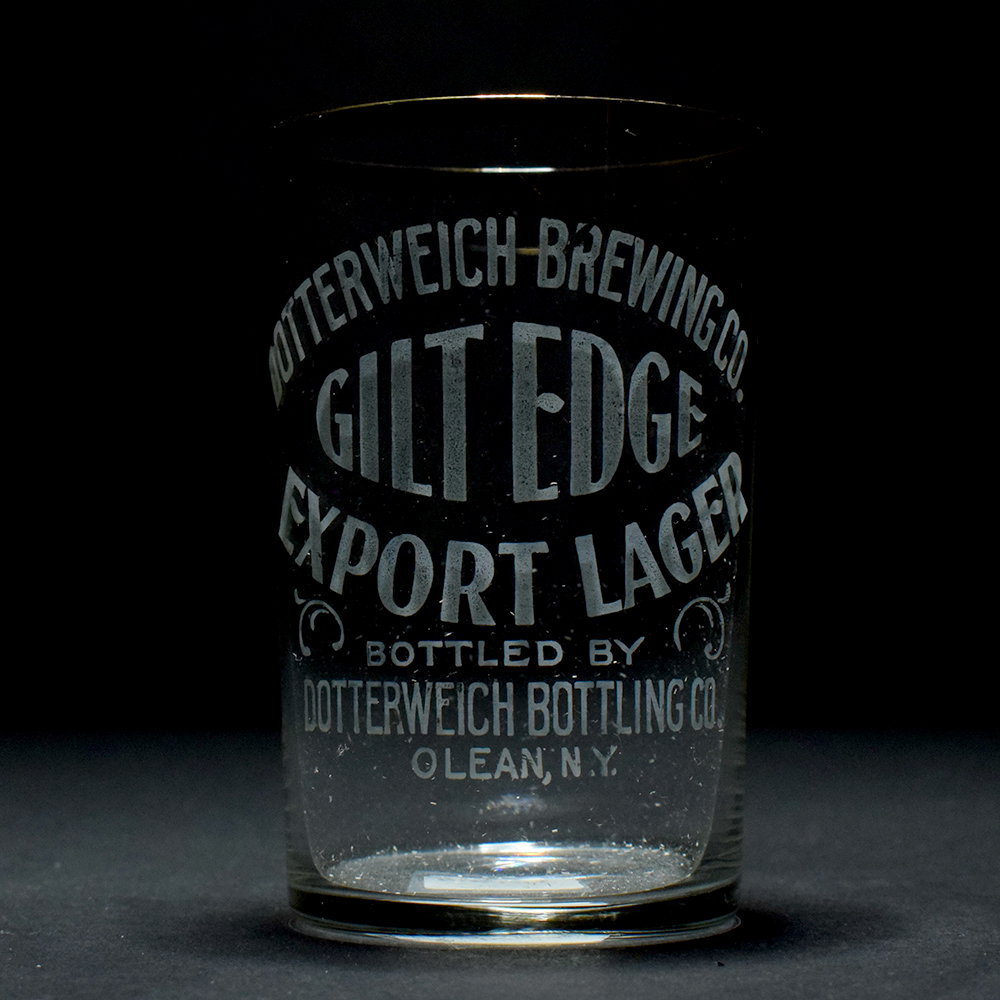 DOTTERWEICH BREWING CO.
GILT EDGE
EXPORT LAGER
BOTTLED BY
DOTTERWEICH BOTTLING CO.
OLEAN, N.Y.